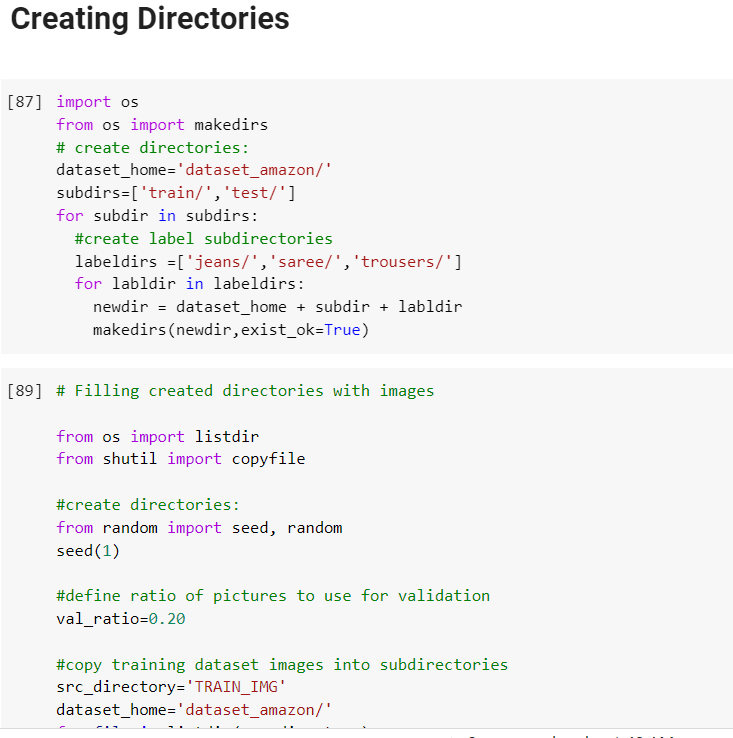 Creating Directories
[87] import os
from os import makedirs
# create directories:
dataset_home='dataset_amazon/'
subdirs=['train/','test/']
for subdir in subdirs:
  #create label subdirectories
  labeldirs =['jeans/','saree/','trousers/']
  for labldir in labeldirs:
    newdir = dataset_home + subdir + labldir
    makedirs(newdir,exist_ok=True)
[89] # Filling created directories with images
from os import listdir
from shutil import copyfile
#create directories:
from random import seed, random
seed(1)
#define ratio of pictures to use for validation
val_ratio=0.20
#copy training dataset images into subdirectories
src_directory='TRAIN_IMG'
dataset_home='dataset_amazon/'